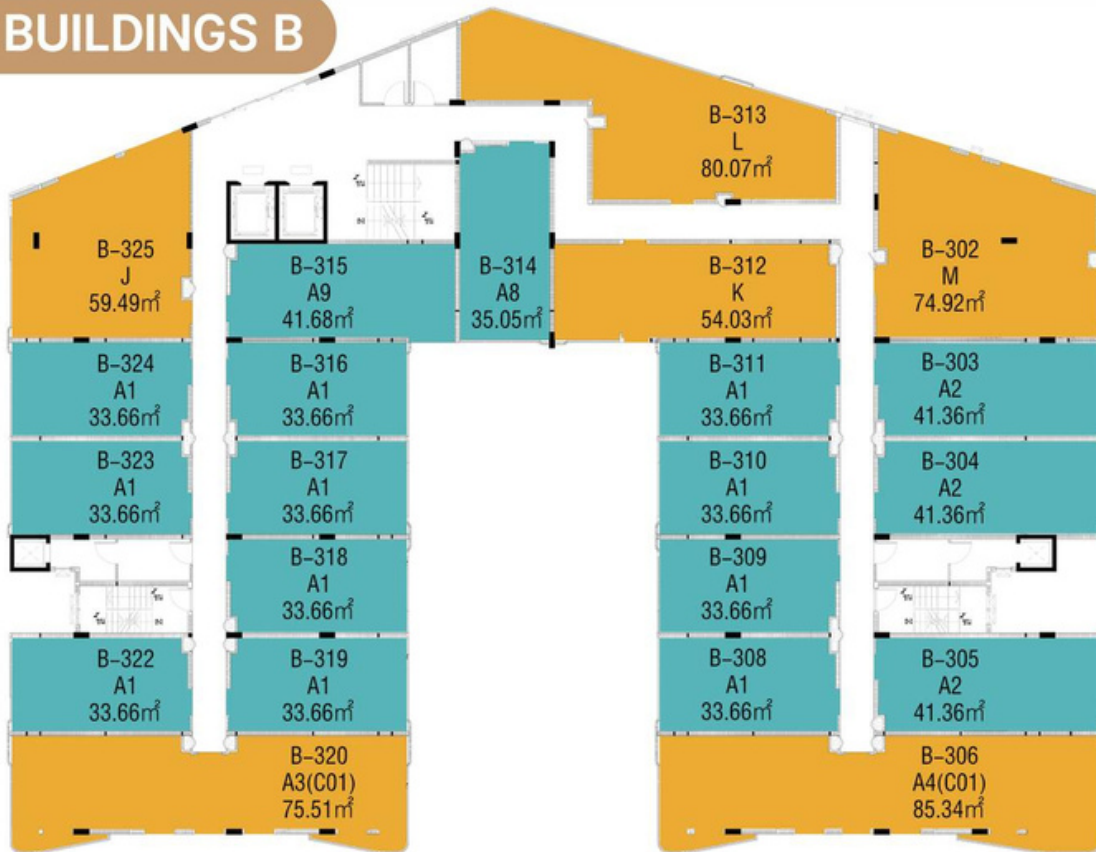 BUILDINGS B
B-313
L
80.07㎡
B-325
J
59.49㎡
B-315
A9
41.68㎡
B-314
A8
35.05㎡
B-312
K
54.03㎡
B-302
M
74.92㎡
B-324
A1
33.66㎡
B-316
A1
33.66㎡
B-311
A1
33.66㎡
B-303
A2
41.36㎡
B-323
A1
33.66㎡
B-317
A1
33.66㎡
B-310
A1
33.66㎡
B-304
A2
41.36㎡
B-318
A1
33.66㎡
B-309
A1
33.66㎡
B-322
A1
33.66㎡
B-319
A1
33.66㎡
B-308
A1
33.66㎡
B-305
A2
41.36㎡
B-320
A3(C01)
75.51㎡
B-306
A4(C01)
85.34㎡